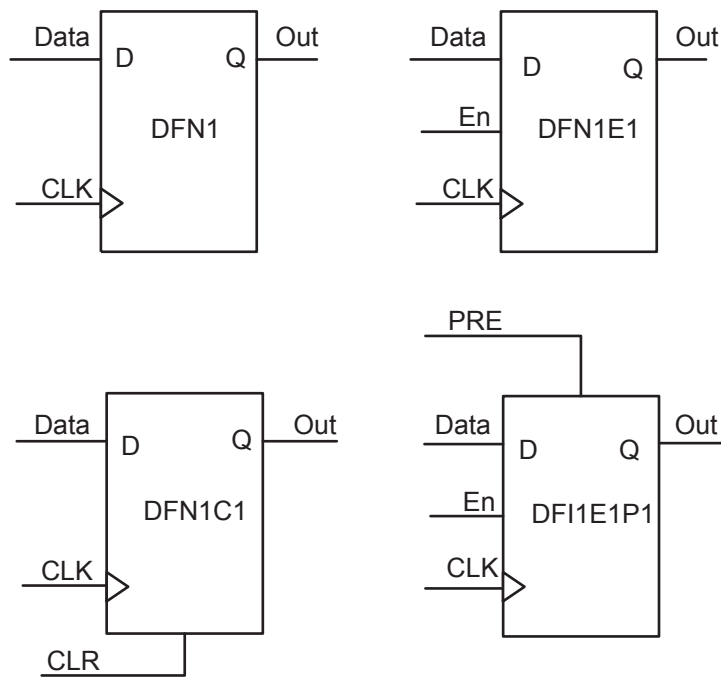 Data
D
Q
Out
DFN1
CLK
Data
D
Q
Out
En
DFN1E1
CLK
Data
D
Q
Out
DFN1C1
CLK
CLR
PRE
Data
D
Q
Out
En
DFI1E1P1
CLK